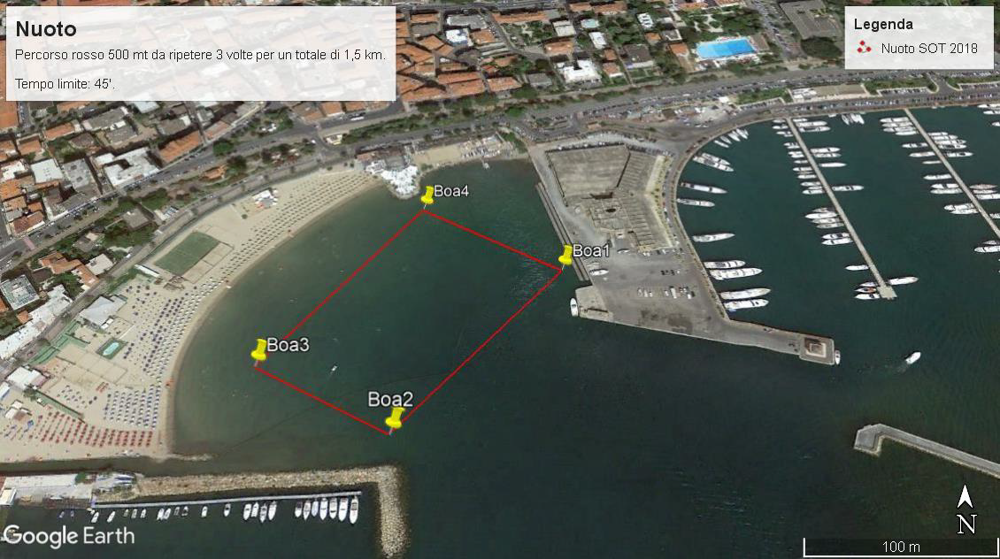 Nuoto
Percorso rosso 500 mt da ripetere 3 volte per un totale di 1,5 km.
Tempo limite: 45'.
Legenda
Nuoto SOT 2018
Boa4
Boa1
Boa3
Boa2
Google Earth
N
100 m